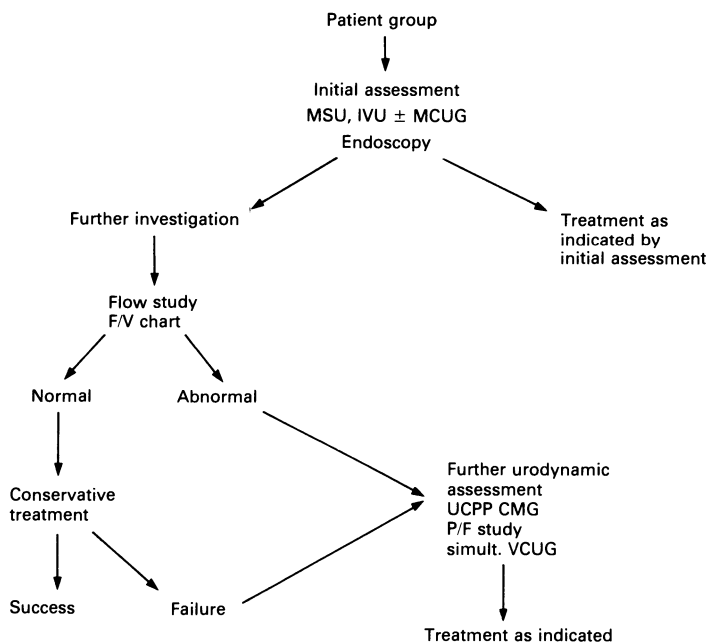 Patient group
Initial assessment
MSU, IVU ± MCUG
Endoscopy
Further investigation
Treatment as
indicated by
initial assessment
Flow study
F/V chart
Normal
Abnormal
Conservative
treatment
Further urodynamic
assessment
UCPP CMG
P/F study
simult. VCUG
Success
Failure
Treatment as indicated